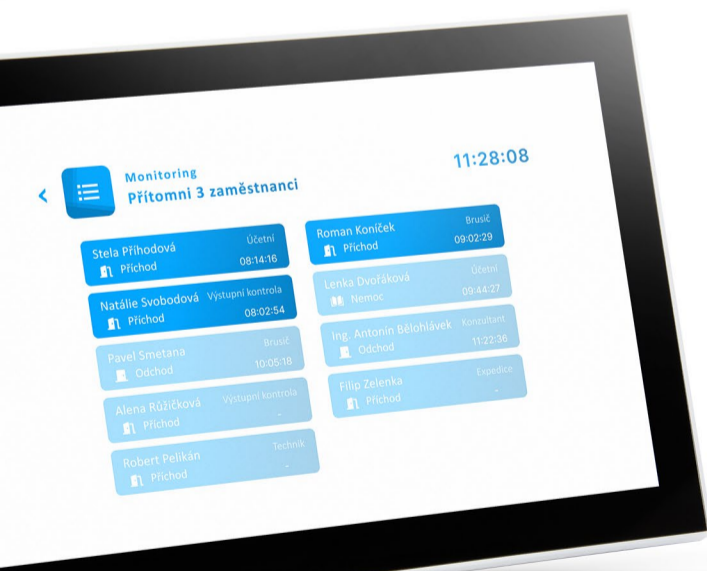 Monitoring
Přítomni 3 zaměstnanci
11:28:08
Stela Příhodová Účetní
Příchod 08:14:16
Natálie Svobodová Výstupní kontrola
Příchod 08:02:54
Pavel Smetana Brusič
Odchod 10:05:18
Alena Růžičková Výstupní kontrola
Příchod -
Robert Pelikán Technik
Příchod -
Roman Koníček Brusič
Příchod 09:02:29
Lenka Dvořáková Účetní
Nemoc 09:44:27
Ing. Antonín Bělohlávek Konzultant
Odchod 11:22:36
Filip Zelenka Expedice
Příchod -